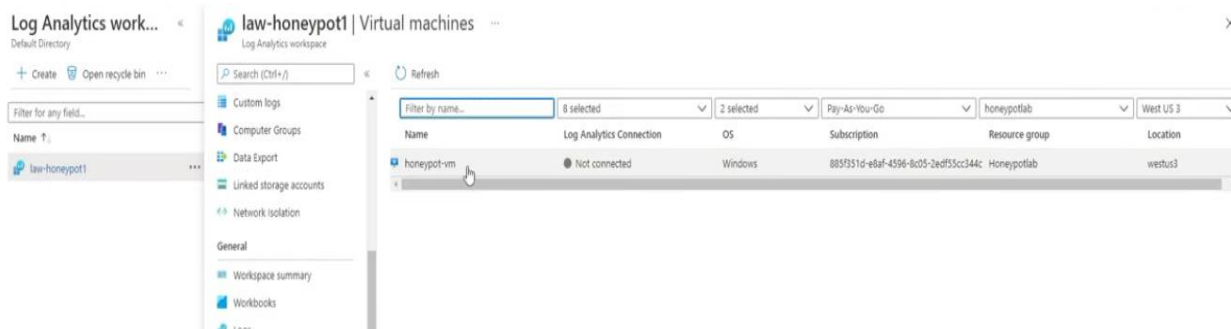 Log Analytics work... «
Default Directory
+ Create Open recycle bin ...
Filter for any field...
Name ↑
law-honeypot1 ...
law-honeypot1 | Virtual machines ...
Log Analytics workspace
Search (Ctrl+/) «
Custom logs
Computer Groups
Data Export
Linked storage accounts
Network Isolation
General
Workspace summary
Workbooks
Logs
Refresh
Filter by name... 8 selected 2 selected Pay-As-You-Go honeypotlab West US 3
Name Log Analytics Connection OS Subscription Resource group Location
honeypot-vm Not connected Windows 885f351d-e8af-4596-8c05-2edf55cc344c Honeypotlab westus3